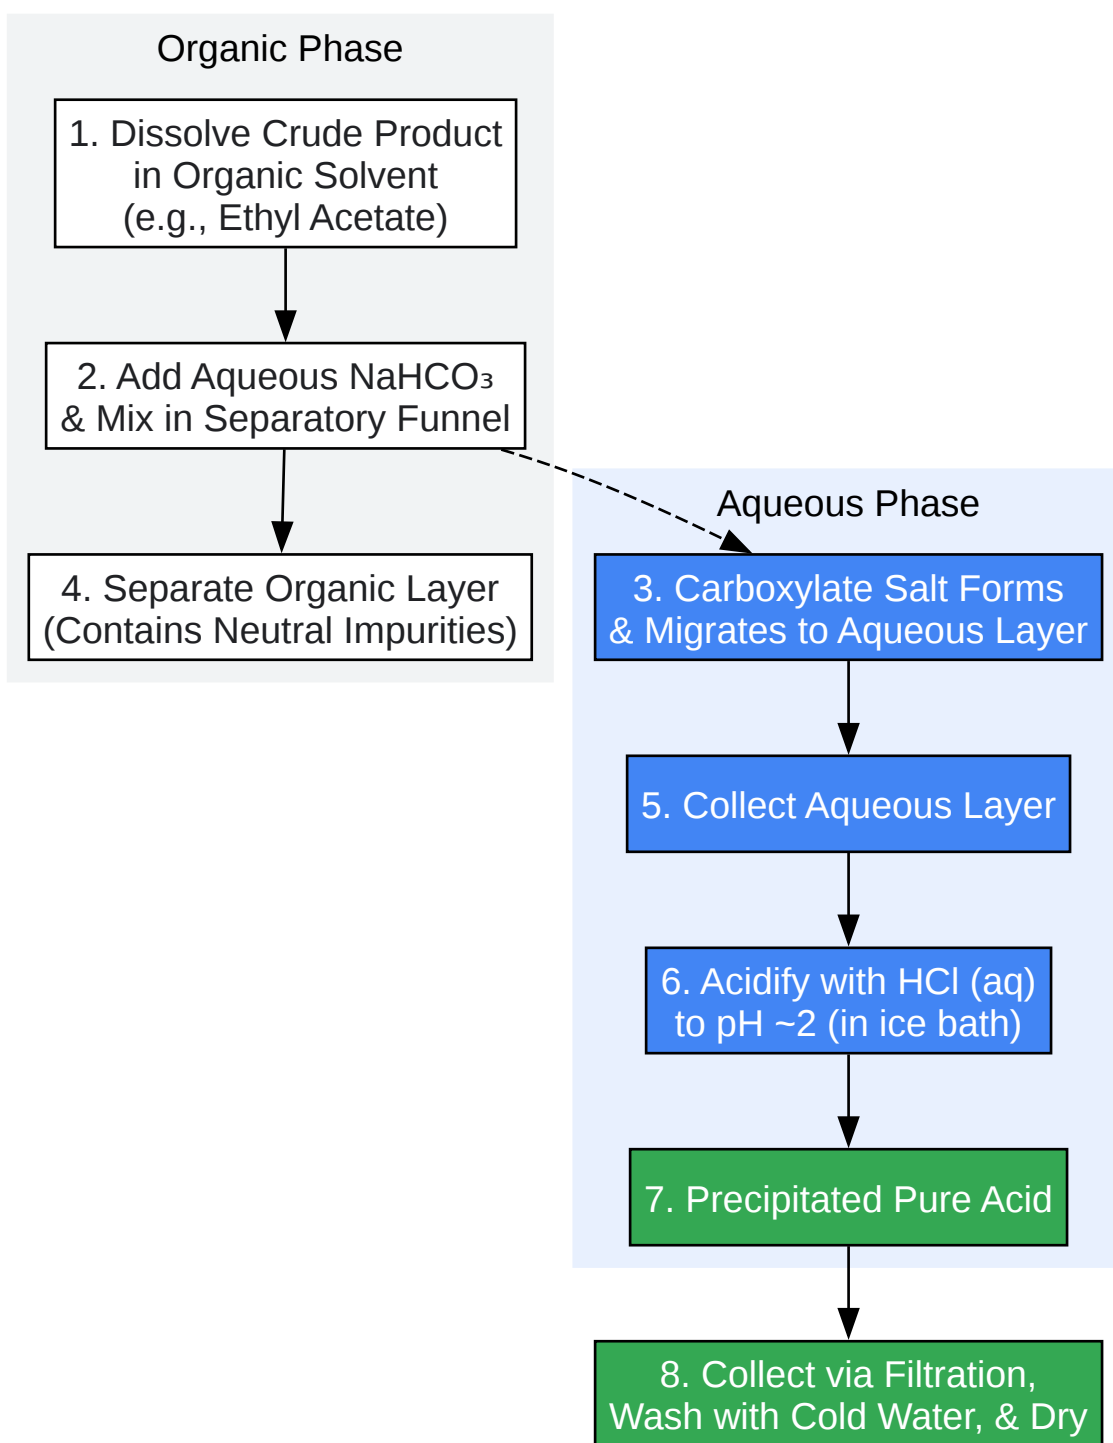 Organic Phase
1. Dissolve Crude Product
in Organic Solvent
(e.g., Ethyl Acetate)
2. Add Aqueous NaHCO₃
& Mix in Separatory Funnel
4. Separate Organic Layer
(Contains Neutral Impurities)
Aqueous Phase
3. Carboxylate Salt Forms
& Migrates to Aqueous Layer
5. Collect Aqueous Layer
6. Acidify with HCl (aq)
to pH ~2 (in ice bath)
7. Precipitated Pure Acid
8. Collect via Filtration,
Wash with Cold Water, & Dry